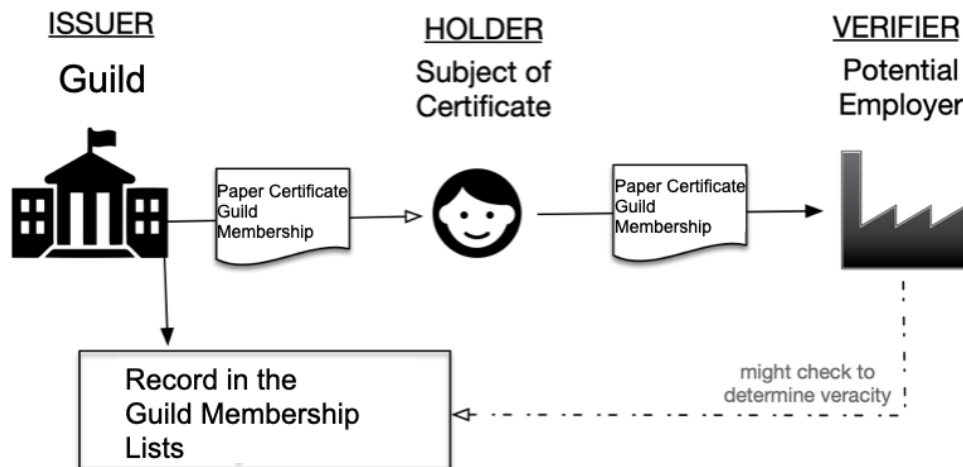 ISSUER
Guild
HOLDER
Subject of
Certificate
VERIFIER
Potential
Employer
Paper Certificate
Guild
Membership
Paper Certificate
Guild
Membership
Record in the
Guild Membership
Lists
might check to
determine veracity